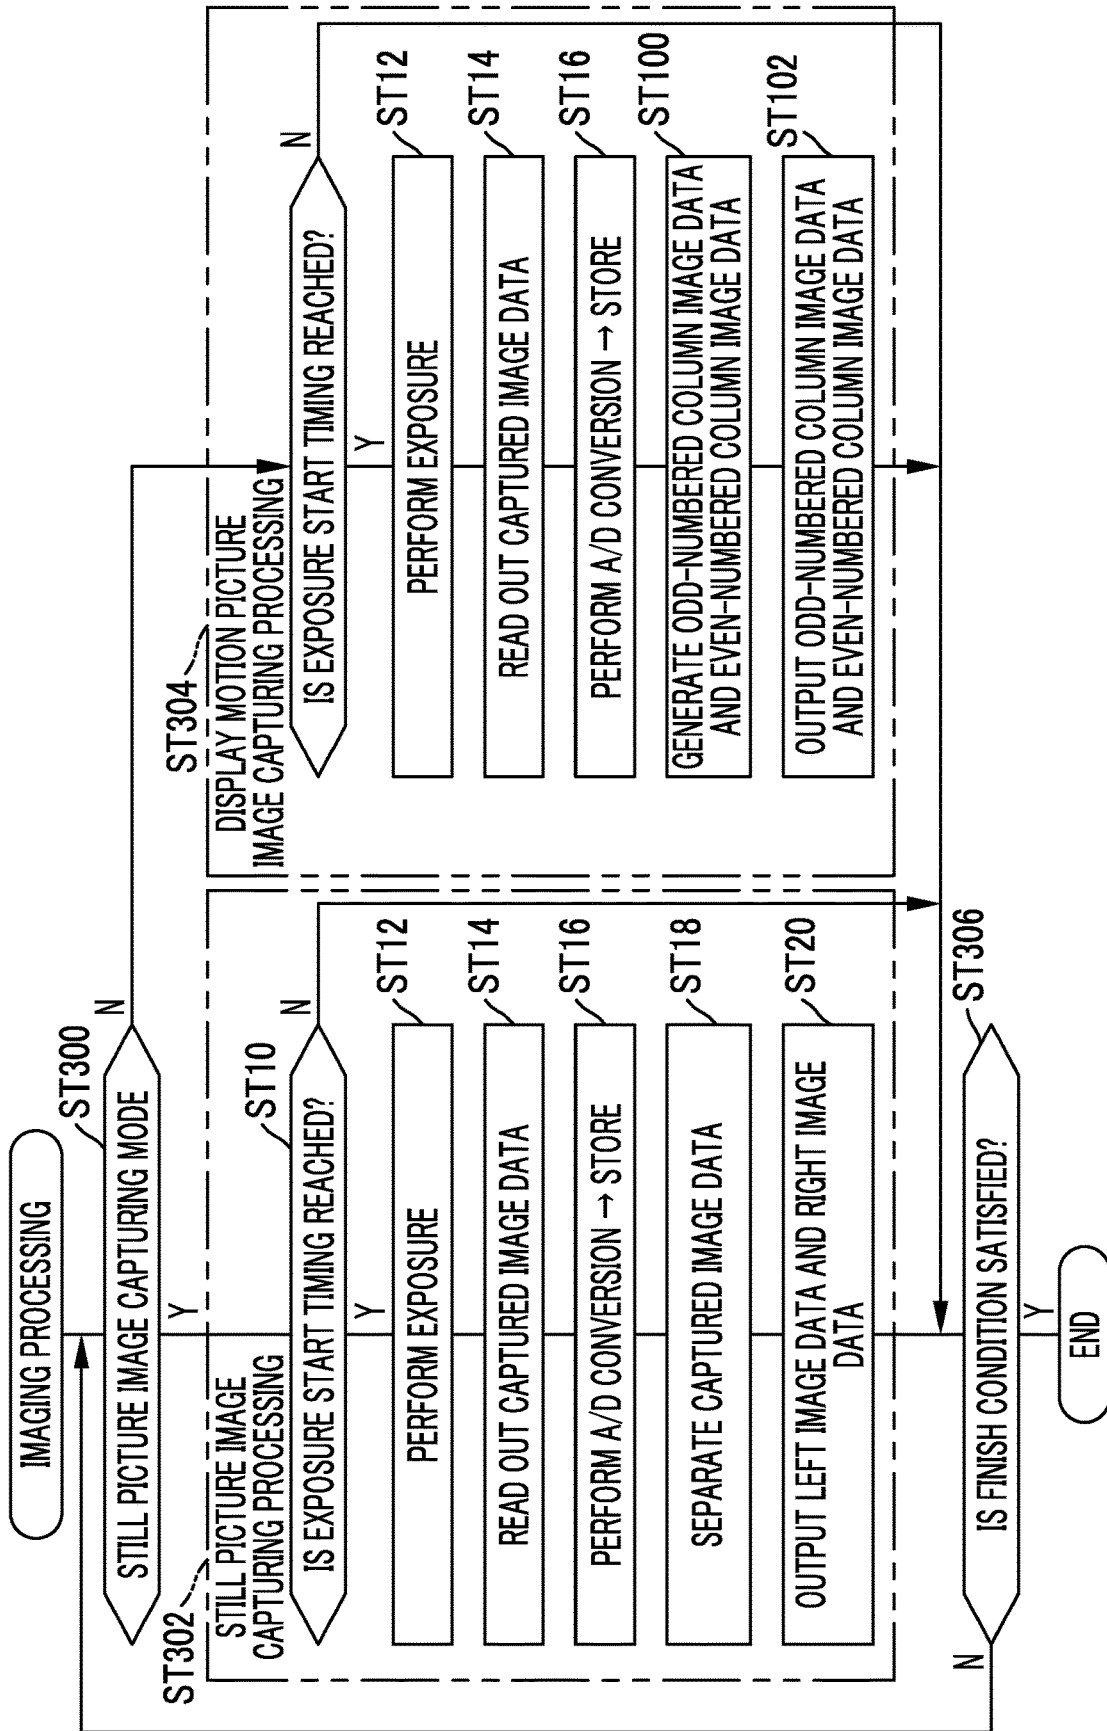 IMAGING PROCESSING
ST300
STILL PICTURE IMAGE CAPTURING MODE
N
Y
ST302
STILL PICTURE IMAGE
CAPTURING PROCESSING
ST10
IS EXPOSURE START TIMING REACHED?
N
Y
ST12
PERFORM EXPOSURE
ST14
READ OUT CAPTURED IMAGE DATA
ST16
PERFORM A/D CONVERSION → STORE
ST18
SEPARATE CAPTURED IMAGE DATA
ST20
OUTPUT LEFT IMAGE DATA AND RIGHT IMAGE
DATA
ST304
DISPLAY MOTION PICTURE
IMAGE CAPTURING PROCESSING
IS EXPOSURE START TIMING REACHED?
N
Y
ST12
PERFORM EXPOSURE
ST14
READ OUT CAPTURED IMAGE DATA
ST16
PERFORM A/D CONVERSION → STORE
ST100
GENERATE ODD-NUMBERED COLUMN IMAGE DATA
AND EVEN-NUMBERED COLUMN IMAGE DATA
ST102
OUTPUT ODD-NUMBERED COLUMN IMAGE DATA
AND EVEN-NUMBERED COLUMN IMAGE DATA
ST306
IS FINISH CONDITION SATISFIED?
N
Y
END